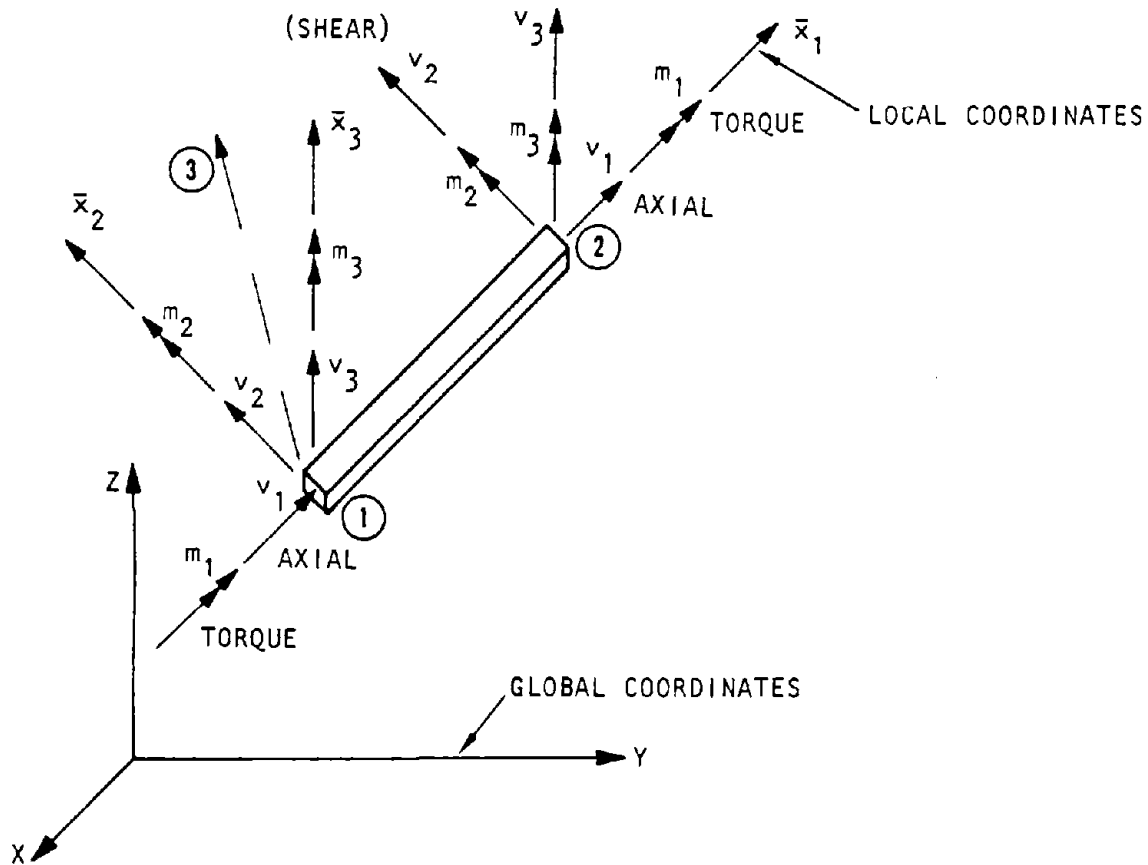 (SHEAR)
v3
x̄1
v2
m1
LOCAL COORDINATES
TORQUE
x̄3
m3
v1
3
m2
AXIAL
x̄2
2
m3
m2
v3
v2
Z
v1
1
m1
AXIAL
TORQUE
GLOBAL COORDINATES
Y
X